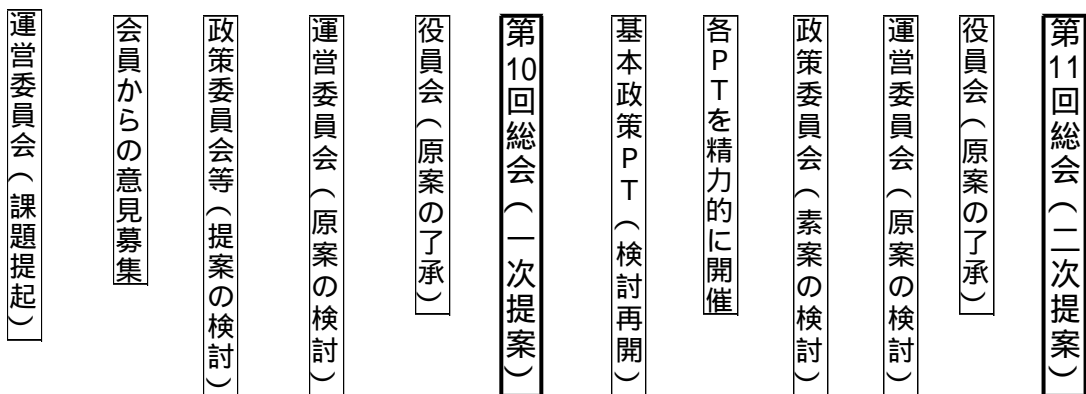 運営委員会（課題提起）
会員からの意見募集
政策委員会等（提案の検討）
運営委員会（原案の検討）
役員会（原案の了承）
第10回総会（一次提案）
基本政策ＰＴ（検討再開）
各ＰＴを精力的に開催
政策委員会（素案の検討）
運営委員会（原案の検討）
役員会（原案の了承）
第11回総会（二次提案）